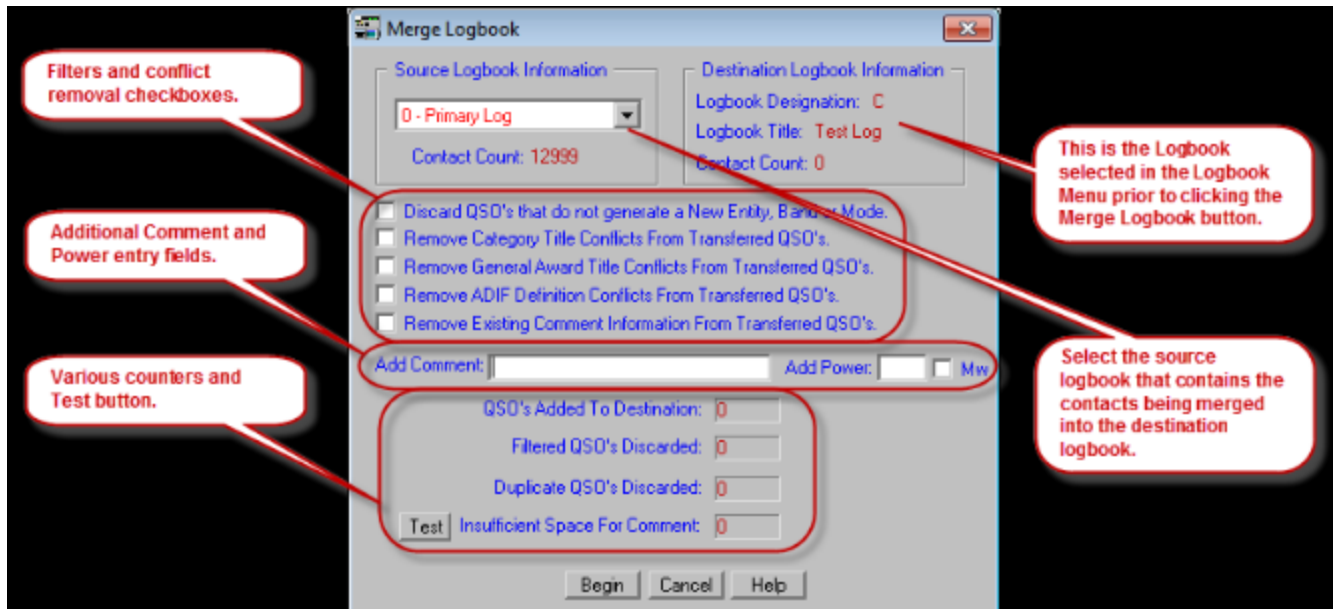 Merge Logbook
Filters and conflict
removal checkboxes.
Source Logbook Information
0 - Primary Log
Contact Count: 12999
Destination Logbook Information
Logbook Designation: C
Logbook Title: Test Log
Contact Count: 0
This is the Logbook
selected in the Logbook
Menu prior to clicking the
Merge Logbook button.
Discard QSO's that do not generate a New Entity, Band or Mode.
Remove Category Title Conflicts From Transferred QSO's.
Remove General Award Title Conflicts From Transferred QSO's.
Remove ADIF Definition Conflicts From Transferred QSO's.
Remove Existing Comment Information From Transferred QSO's.
Additional Comment and
Power entry fields.
Add Comment:
Add Power:
Mw
Select the source
logbook that contains the
contacts being merged
into the destination
logbook.
Various counters and
Test button.
QSO's Added To Destination: 0
Filtered QSO's Discarded: 0
Duplicate QSO's Discarded: 0
Test
Insufficient Space For Comment: 0
Begin
Cancel
Help